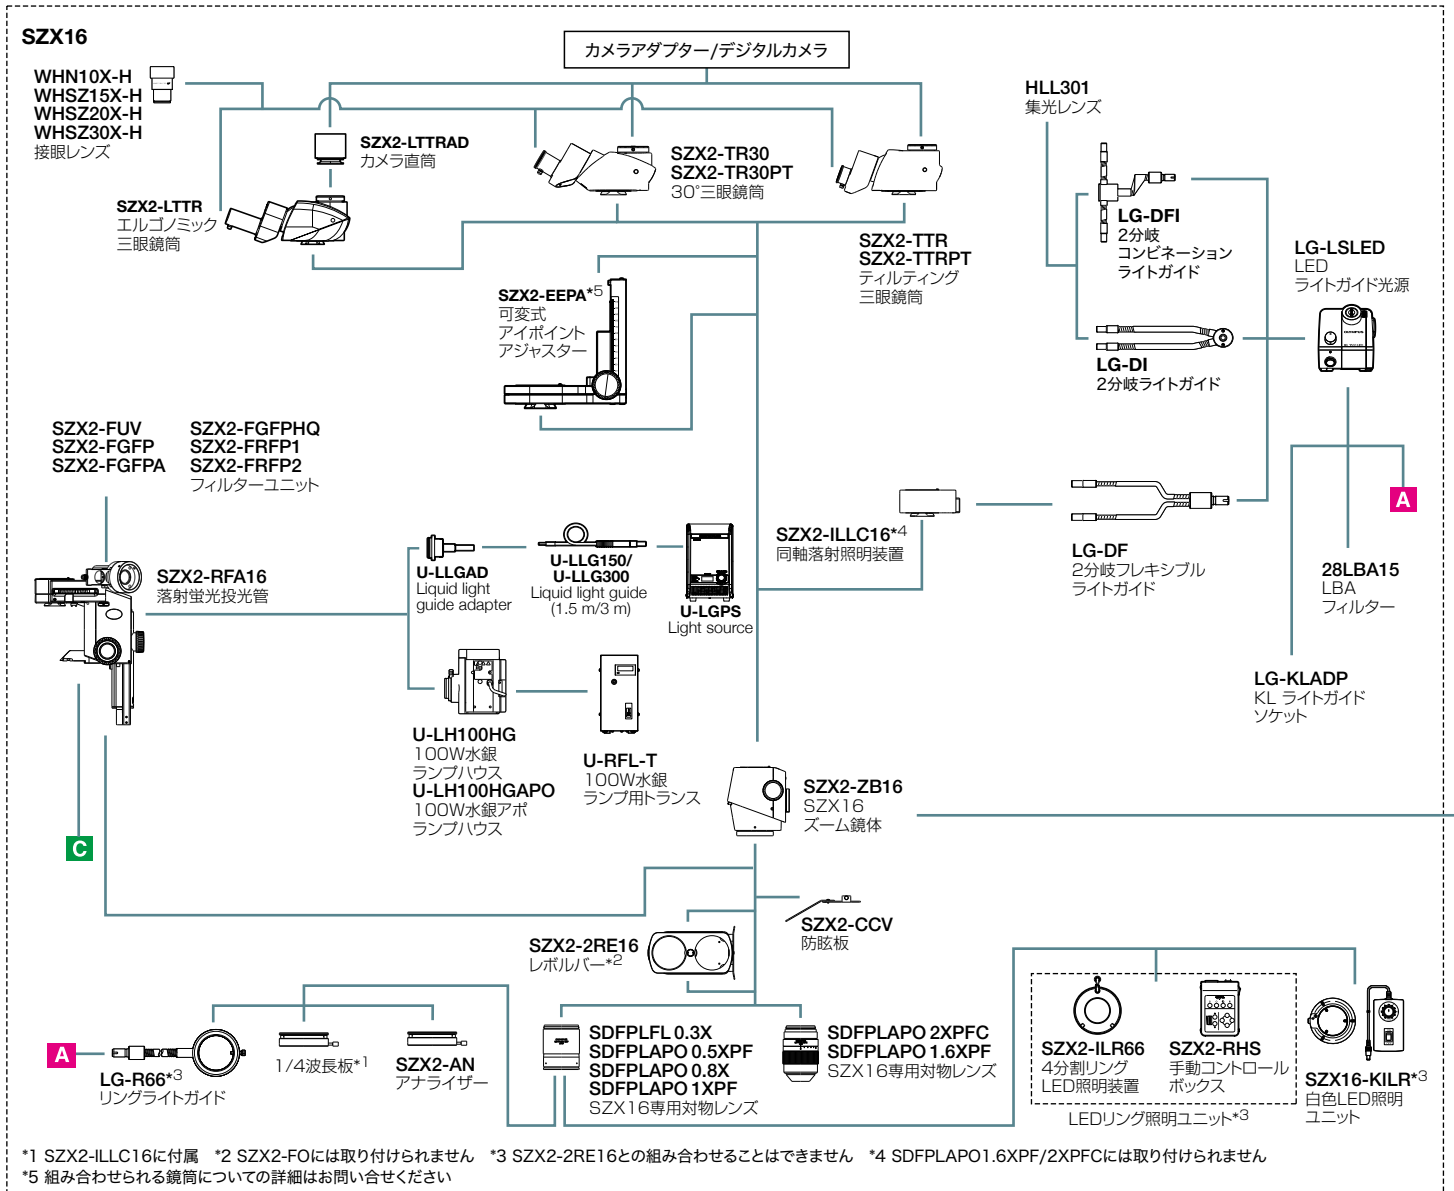 SZX16
カメラアダプター/デジタルカメラ
WHN10X-H
WHSZ15X-H
WHSZ20X-H
WHSZ30X-H
接眼レンズ
SZX2-LTTRAD
カメラ直筒
SZX2-TR30
SZX2-TR30PT
30°三眼鏡筒
SZX2-LTTR
エルゴノミック
三眼鏡筒
SZX2-TTR
SZX2-TTRPT
ティルティング
三眼鏡筒
HLL301
集光レンズ
LG-DFI
2分岐
コンビネーション
ライトガイド
LG-LSLED
LED
ライトガイド光源
SZX2-EEPA*5
可変式
アイポイント
アジャスター
LG-DI
2分岐ライトガイド
SZX2-FUV
SZX2-FGFP
SZX2-FGFPA
SZX2-FGFPHQ
SZX2-FRFP1
SZX2-FRFP2
フィルターユニット
A
SZX2-ILLC16*4
同軸落射照明装置
LG-DF
2分岐フレキシブル
ライトガイド
28LBA15
LBA
フィルター
SZX2-RFA16
落射蛍光投光管
U-LLGAD
Liquid light
guide adapter
U-LLG150/
U-LLG300
Liquid light guide
(1.5 m/3 m)
U-LGPS
Light source
LG-KLADP
KL ライトガイド
ソケット
U-LH100HG
100W水銀
ランプハウス
U-LH100HGAPO
100W水銀アポ
ランプハウス
U-RFL-T
100W水銀
ランプ用トランス
SZX2-ZB16
SZX16
ズーム鏡体
C
SZX2-CCV
防眩板
SZX2-2RE16
レボルバー*2
A
LG-R66*3
リングライトガイド
1/4波長板*1
SZX2-AN
アナライザー
SDFPLFL 0.3X
SDFPLAPO 0.5XPF
SDFPLAPO 0.8X
SDFPLAPO 1XPF
SZX16専用対物レンズ
SDFPLAPO 2XPFC
SDFPLAPO 1.6XPF
SZX16専用対物レンズ
SZX2-ILR66
4分割リング
LED照明装置
SZX2-RHS
手動コントロール
ボックス
LEDリング照明ユニット*3
SZX16-KILR*3
白色LED照明
ユニット
*1 SZX2-ILLC16に付属 *2 SZX2-FOには取り付けられません *3 SZX2-2RE16との組み合わせることはできません *4 SDFPLAPO1.6XPF/2XPFCには取り付けられません
*5 組み合わせられる鏡筒についての詳細はお問い合せください